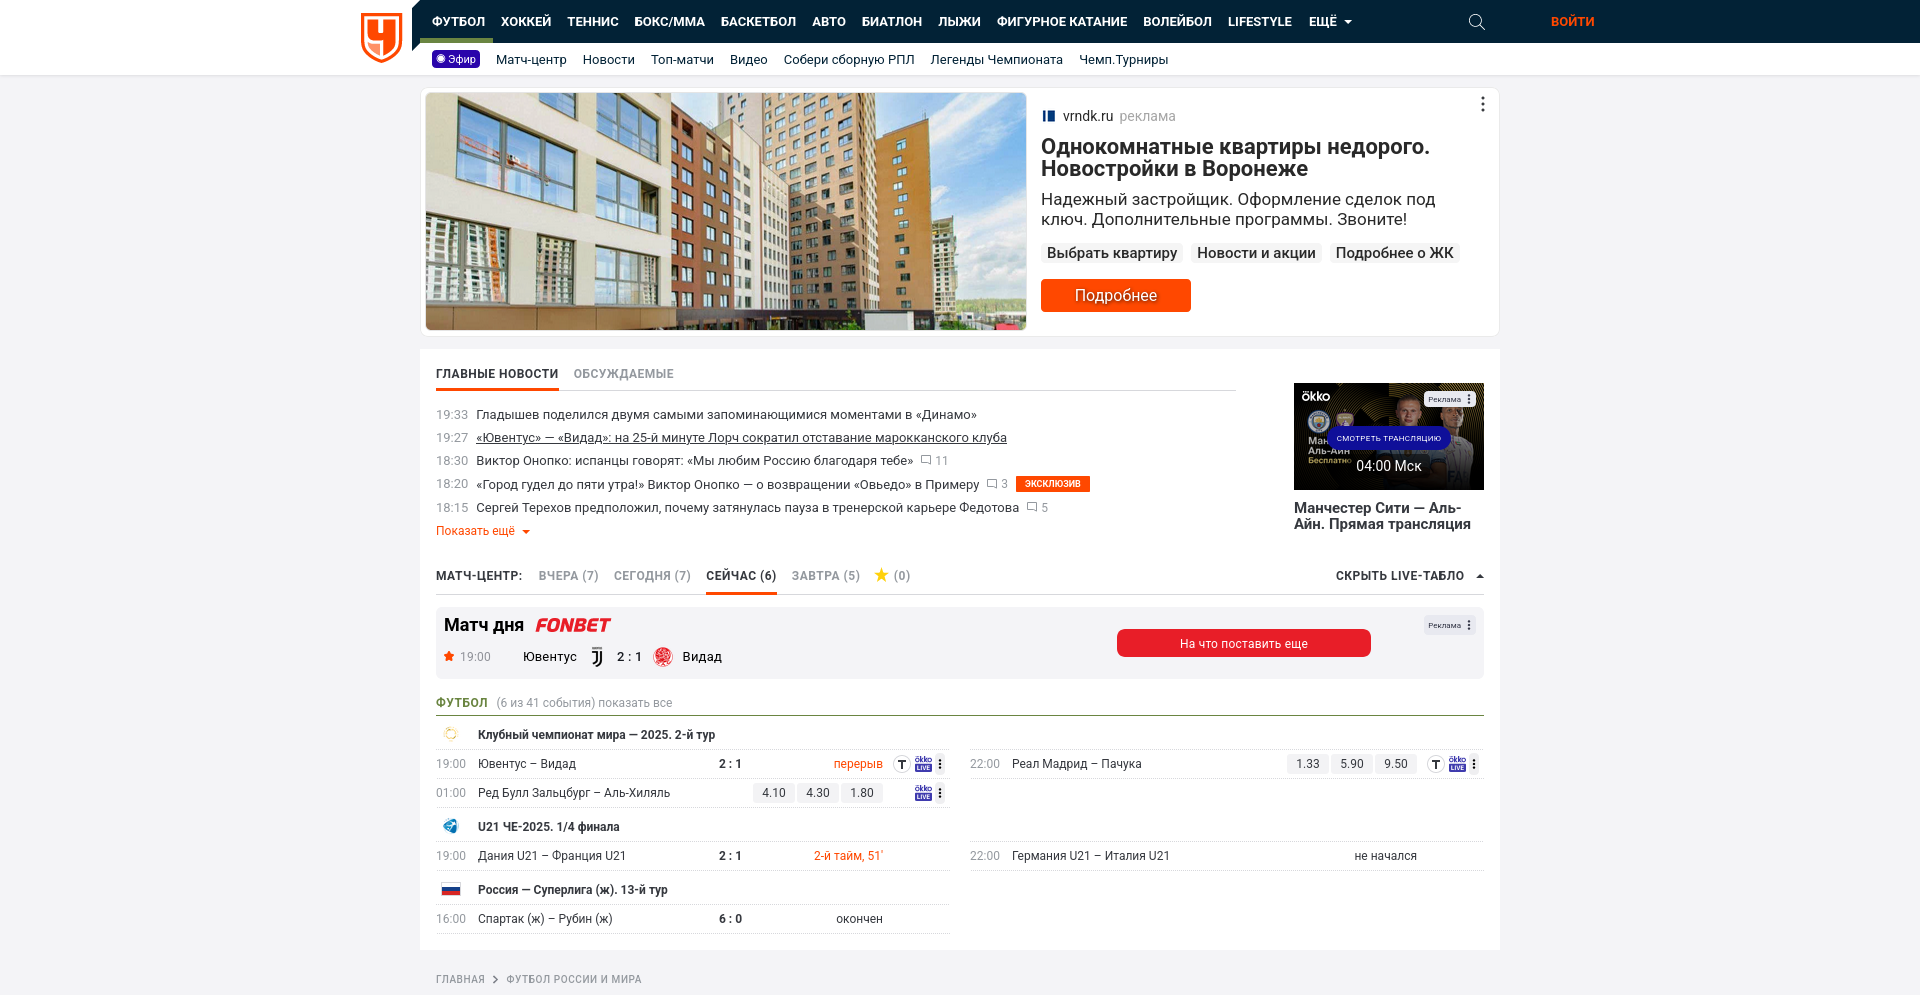 ФУТБОЛ ХОККЕЙ ТЕННИС БОКС/ММА БАСКЕТБОЛ АВТО БИАТЛОН ЛЫЖИ ФИГУРНОЕ КАТАНИЕ ВОЛЕЙБОЛ LIFESTYLE ЕЩЁ ВОЙТИ
Эфир Матч-центр Новости Топ-матчи Видео Собери сборную РПЛ Легенды Чемпионата Чемп.Турниры
vrndk.ru реклама
Однокомнатные квартиры недорого.
Новостройки в Воронеже
Надежный застройщик. Оформление сделок под
ключ. Дополнительные программы. Звоните!
Выбрать квартиру Новости и акции Подробнее о ЖК
Подробнее
ГЛАВНЫЕ НОВОСТИ ОБСУЖДАЕМЫЕ
19:33 Гладышев поделился двумя самыми запоминающимися моментами в «Динамо»
19:27 «Ювентус» — «Видад»: на 25-й минуте Лорч сократил отставание марокканского клуба
18:30 Виктор Онопко: испанцы говорят: «Мы любим Россию благодаря тебе» 11
18:20 «Город гудел до пяти утра!» Виктор Онопко — о возвращении «Овьедо» в Примеру 3 ЭКСКЛЮЗИВ
18:15 Сергей Терехов предположил, почему затянулась пауза в тренерской карьере Федотова 5
Показать ещё
ökko
Реклама
СМОТРЕТЬ ТРАНСЛЯЦИЮ
Аль-Айн
Бесплатно
04:00 Мск
Манчестер Сити — Аль-
Айн. Прямая трансляция
МАТЧ-ЦЕНТР: ВЧЕРА (7) СЕГОДНЯ (7) СЕЙЧАС (6) ЗАВТРА (5) (0) СКРЫТЬ LIVE-ТАБЛО
Матч дня FONBET
Реклама
19:00 Ювентус 2 : 1 Видад
На что поставить еще
ФУТБОЛ (6 из 41 события) показать все
Клубный чемпионат мира — 2025. 2-й тур
19:00 Ювентус – Видад 2 : 1 перерыв T ökko LIVE
22:00 Реал Мадрид – Пачука 1.33 5.90 9.50 T ökko LIVE
01:00 Ред Булл Зальцбург – Аль-Хиляль 4.10 4.30 1.80 ökko LIVE
U21 ЧЕ-2025. 1/4 финала
19:00 Дания U21 – Франция U21 2 : 1 2-й тайм, 51'
22:00 Германия U21 – Италия U21 не начался
Россия — Суперлига (ж). 13-й тур
16:00 Спартак (ж) – Рубин (ж) 6 : 0 окончен
ГЛАВНАЯ ФУТБОЛ РОССИИ И МИРА